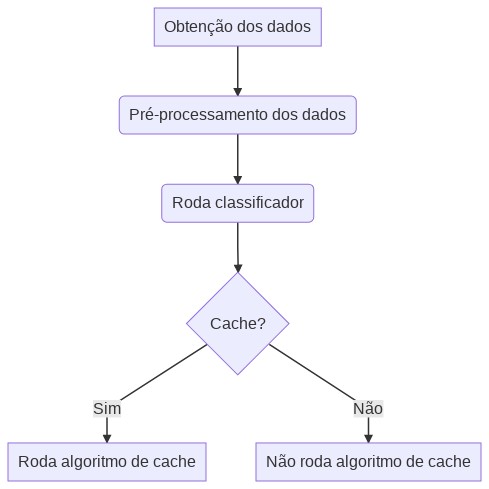 Obtenção dos dados
Pré-processamento dos dados
Roda classificador
Cache?
Sim
Não
Roda algoritmo de cache
Não roda algoritmo de cache